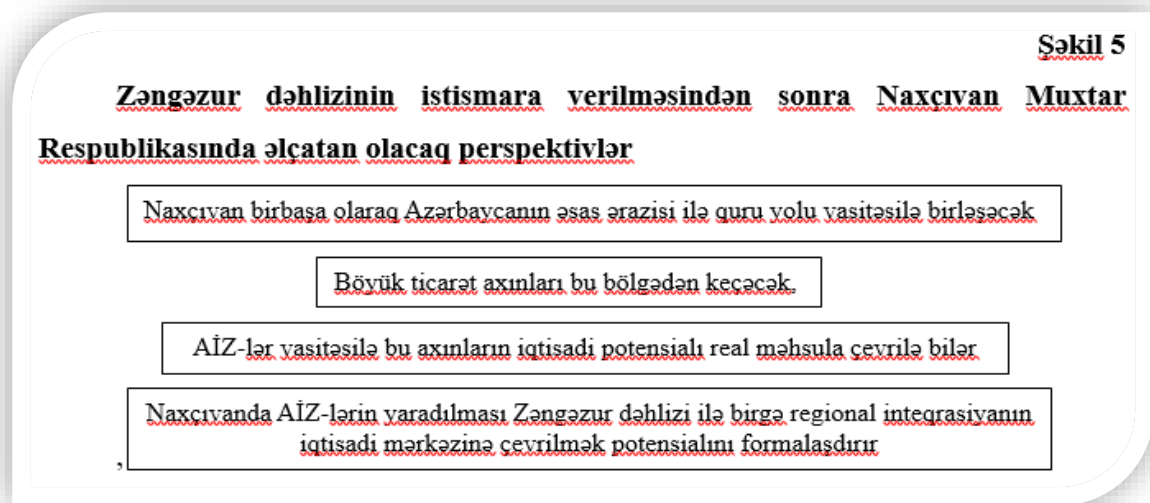 Şəkil 5
Zəngəzur dəhlizinin istismara verilməsindən sonra Naxçıvan Muxtar
Respublikasında əlçatan olacaq perspektivlər
Naxçıvan birbaşa olaraq Azərbaycanın əsas ərazisi ilə quru yolu vasitəsilə birləşəcək
Böyük ticarət axınları bu bölgədən keçəcək.
AİZ-lər vasitəsilə bu axınların iqtisadi potensialı real məhsula çevrilə bilər
Naxçıvanda AİZ-lərin yaradılması Zəngəzur dəhlizi ilə birgə regional inteqrasiyanın
iqtisadi mərkəzinə çevrilmək potensialını formalaşdırır
,